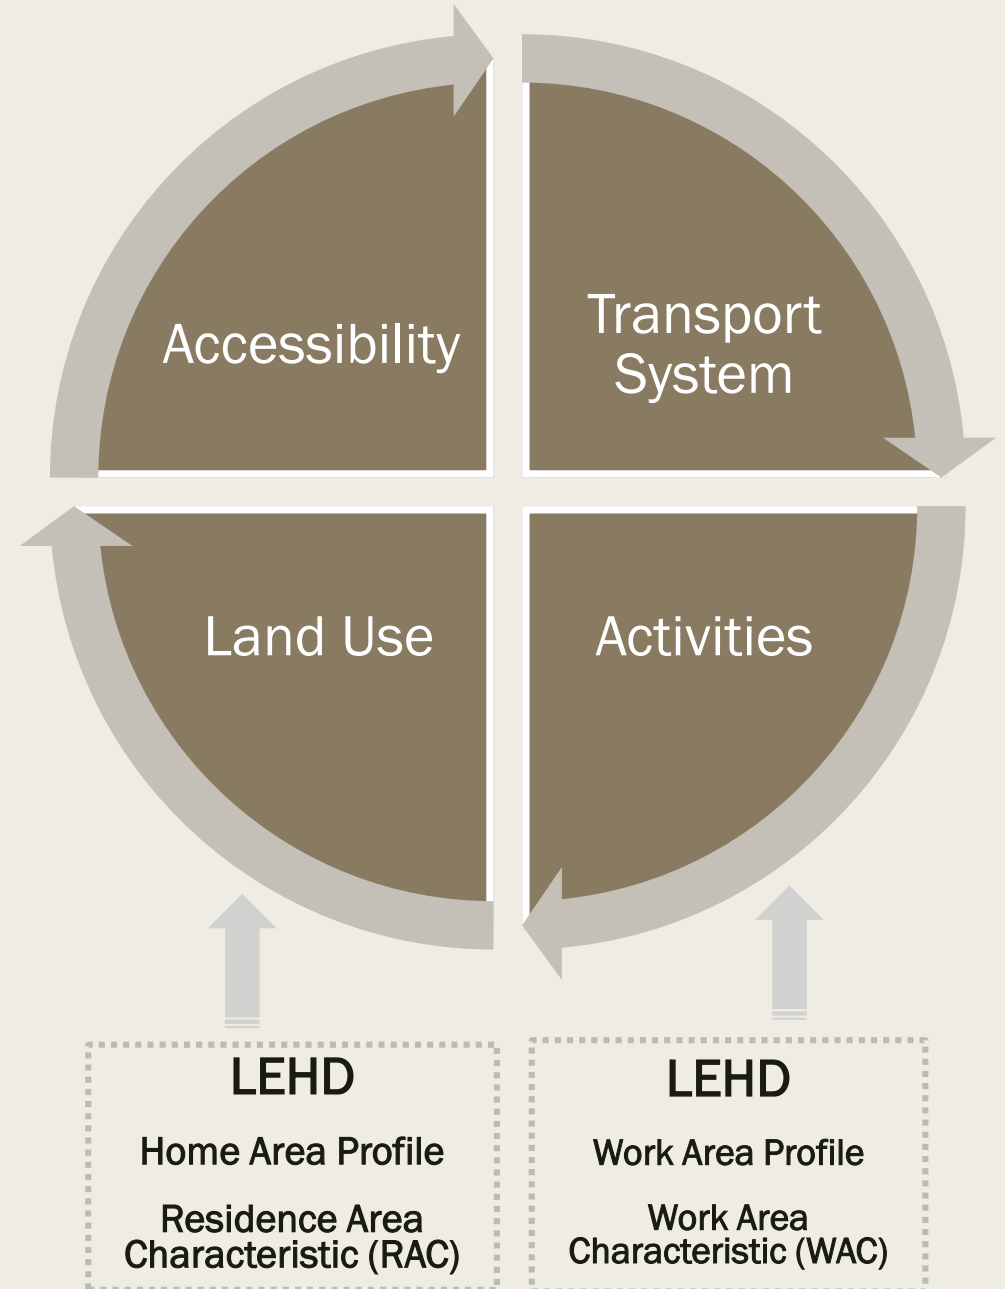 Accessibility
Transport
System
Land Use
Activities
LEHD
Home Area Profile
Residence Area
Characteristic (RAC)
LEHD
Work Area Profile
Work Area
Characteristic (WAC)